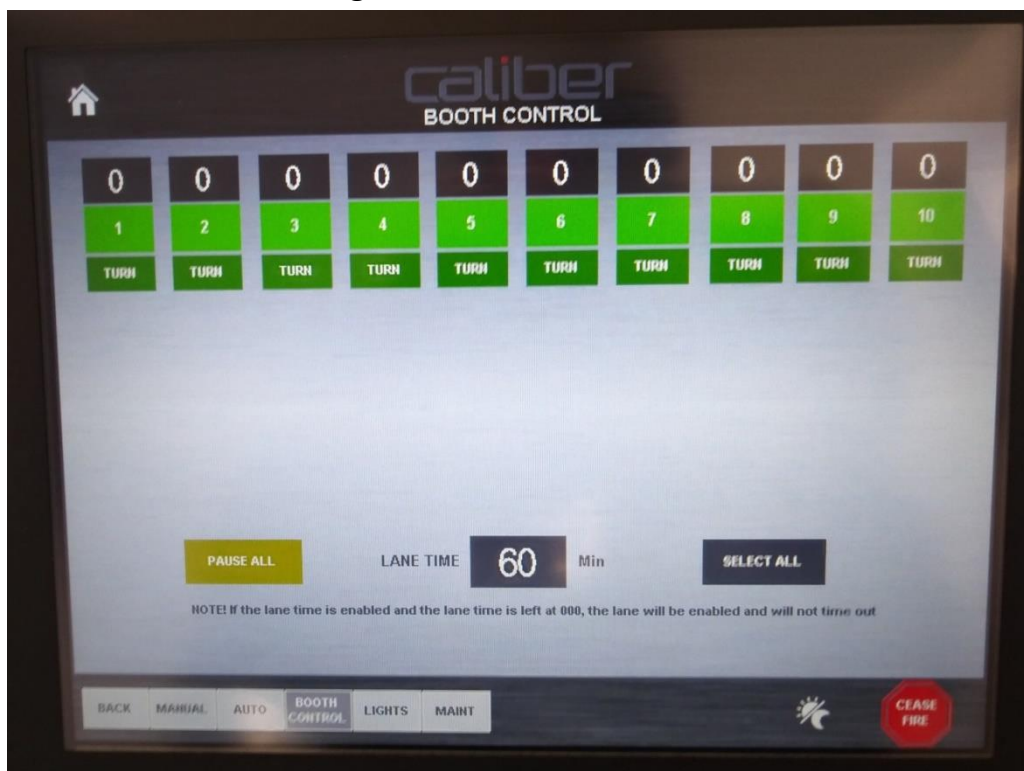 caliber
BOOTH CONTROL
0 0 0 0 0 0 0 0 0 0
1 2 3 4 5 6 7 8 9 10
TURN TURN TURN TURN TURN TURN TURN TURN TURN TURN
PAUSE ALL LANE TIME 60 Min SELECT ALL
NOTE! If the lane time is enabled and the lane time is left at 000, the lane will be enabled and will not time out
BACK MANUAL AUTO BOOTH CONTROL LIGHTS MAINT CEASE FIRE